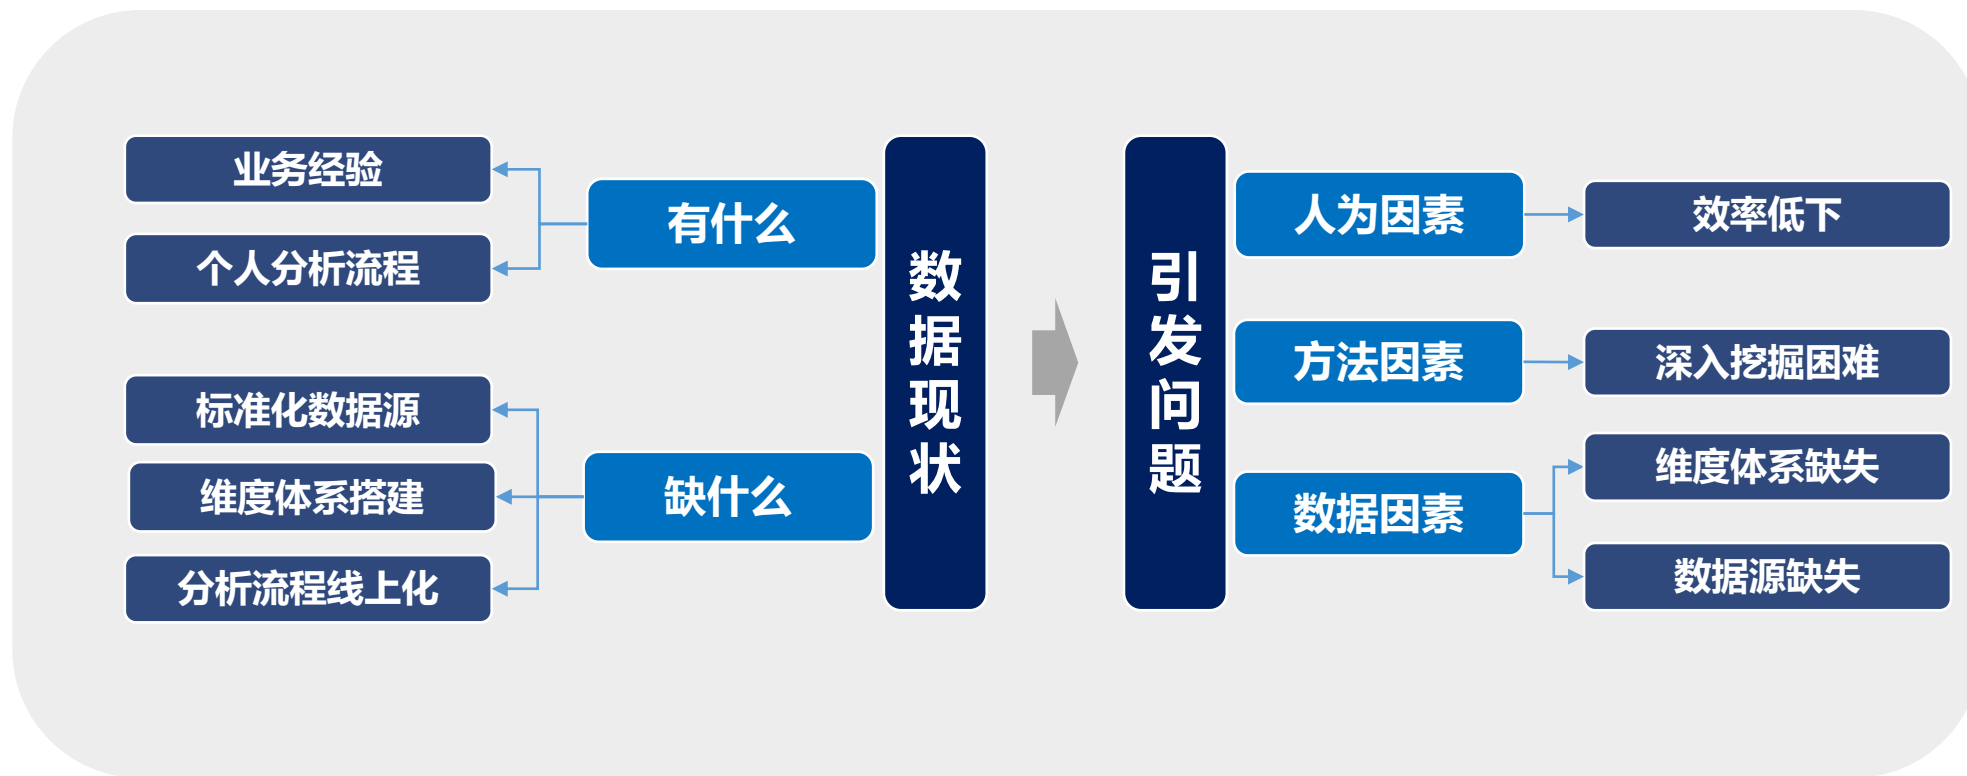 业务经验
个人分析流程
有什么
标准化数据源
维度体系搭建
分析流程线上化
缺什么
数据现状
引发问题
人为因素
效率低下
方法因素
深入挖掘困难
数据因素
维度体系缺失
数据源缺失